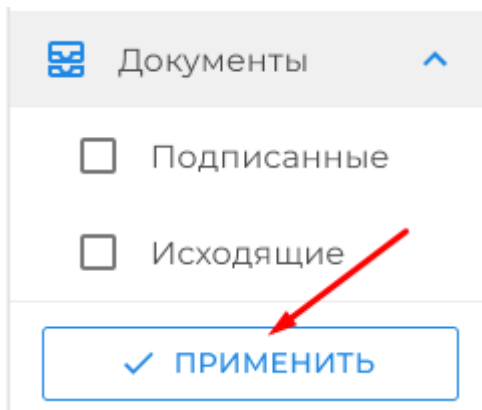 Документы
Подписанные
Исходящие
ПРИМЕНИТЬ